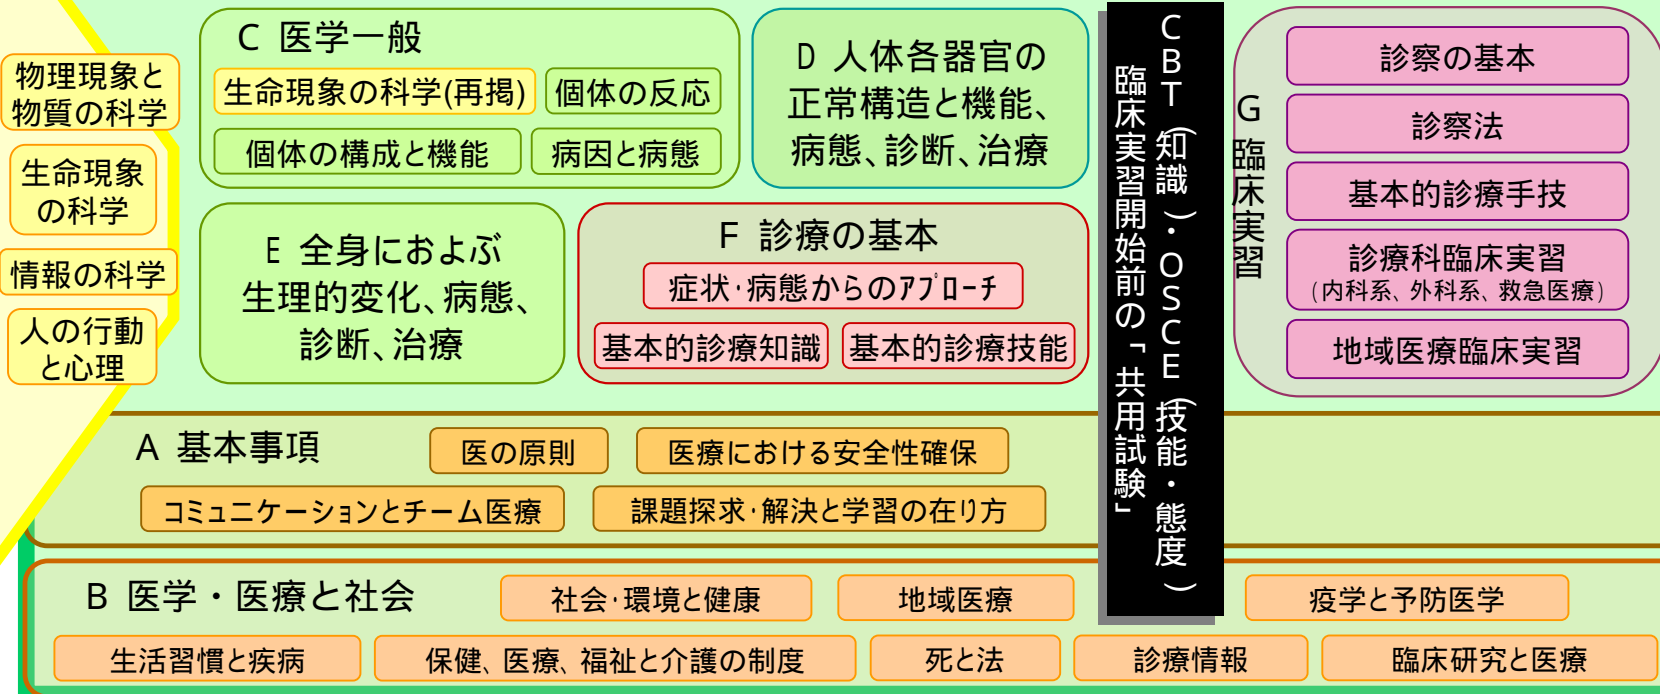 物理現象と
物質の科学
生命現象
の科学
情報の科学
人の行動
と心理
C 医学一般
生命現象の科学(再掲)
個体の反応
個体の構成と機能
病因と病態
D 人体各器官の
正常構造と機能、
病態、診断、治療
E 全身におよぶ
生理的変化、病態、
診断、治療
F 診療の基本
症状・病態からのアプローチ
基本的診療知識
基本的診療技能
CBT(知識)・OSCE(技能・態度)
臨床実習開始前の「共用試験」
G 臨床実習
診察の基本
診察法
基本的診療手技
診療科臨床実習
(内科系、外科系、救急医療)
地域医療臨床実習
A 基本事項
医の原則
医療における安全性確保
コミュニケーションとチーム医療
課題探求・解決と学習の在り方
B 医学・医療と社会
社会・環境と健康
地域医療
疫学と予防医学
生活習慣と疾病
保健、医療、福祉と介護の制度
死と法
診療情報
臨床研究と医療